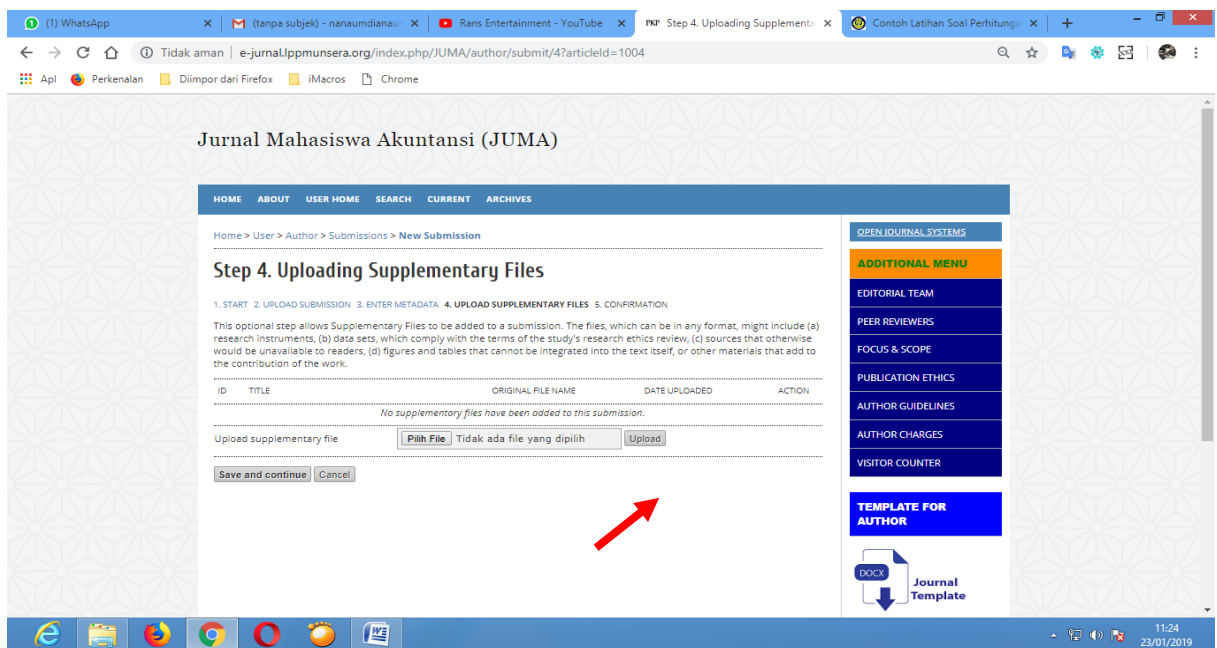 (1) WhatsApp
(tanpa subjek) - nanaumdianaus
Rans Entertainment - YouTube
PKP Step 4. Uploading Supplementa
Contoh Latihan Soal Perhitunga
Tidak aman | e-jurnal.lppmunsera.org/index.php/JUMA/author/submit/4?articleId=1004
Apl Perkenalan Diimpor dari Firefox iMacros Chrome
Jurnal Mahasiswa Akuntansi (JUMA)
HOME ABOUT USER HOME SEARCH CURRENT ARCHIVES
Home > User > Author > Submissions > New Submission
Step 4. Uploading Supplementary Files
1. START 2. UPLOAD SUBMISSION 3. ENTER METADATA 4. UPLOAD SUPPLEMENTARY FILES 5. CONFIRMATION
This optional step allows Supplementary Files to be added to a submission. The files, which can be in any format, might include (a)
research instruments, (b) data sets, which comply with the terms of the study's research ethics review, (c) sources that otherwise
would be unavailable to readers, (d) figures and tables that cannot be integrated into the text itself, or other materials that add to
the contribution of the work.
ID TITLE ORIGINAL FILE NAME DATE UPLOADED ACTION
No supplementary files have been added to this submission.
Upload supplementary file Pilih File Tidak ada file yang dipilih Upload
Save and continue Cancel
OPEN JOURNAL SYSTEMS
ADDITIONAL MENU
EDITORIAL TEAM
PEER REVIEWERS
FOCUS & SCOPE
PUBLICATION ETHICS
AUTHOR GUIDELINES
AUTHOR CHARGES
VISITOR COUNTER
TEMPLATE FOR
AUTHOR
DOCX
Journal
Template
11:24
23/01/2019